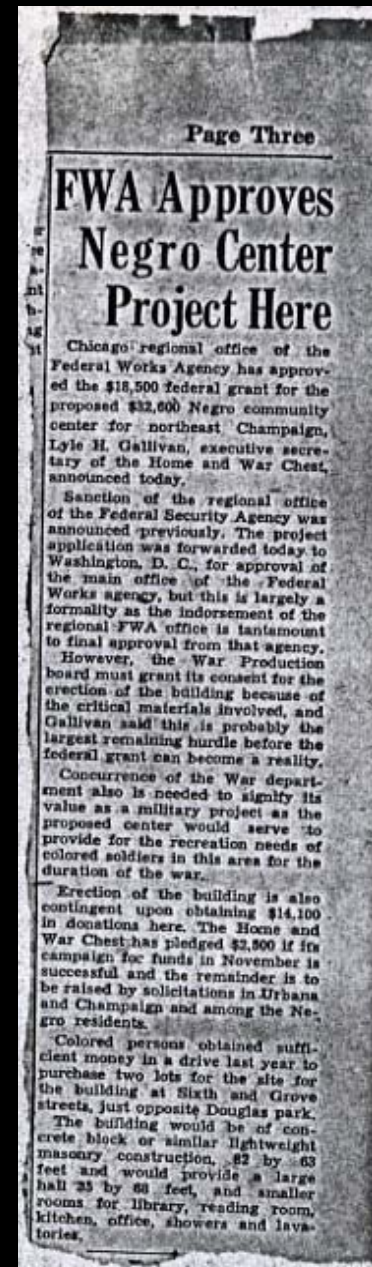 Page Three
FWA Approves
Negro Center
Project Here
Chicago regional office of the
Federal Works Agency has approv-
ed the $18,500 federal grant for the
proposed $32,600 Negro community
center for northeast Champaign,
Lyle H. Gallivan, executive secre-
tary of the Home and War Chest,
announced today.
Sanction of the regional office
of the Federal Security Agency was
announced previously. The project
application was forwarded today to
Washington, D. C., for approval of
the main office of the Federal
Works agency, but this is largely a
formality as the indorsement of the
regional FWA office is tantamount
to final approval from that agency.
However, the War Production
board must grant its consent for the
erection of the building because of
the critical materials involved, and
Gallivan said this is probably the
largest remaining hurdle before the
federal grant can become a reality.
Concurrence of the War depart-
ment also is needed to signify its
value as a military project as the
proposed center would serve to
provide for the recreation needs of
colored soldiers in this area for the
duration of the war.
Erection of the building is also
contingent upon obtaining $14,100
in donations here. The Home and
War Chest has pledged $2,500 if its
campaign for funds in November is
successful and the remainder is to
be raised by solicitations in Urbana
and Champaign and among the Ne-
gro residents.
Colored persons obtained suffi-
cient money in a drive last year to
purchase two lots for the site for
the building at Sixth and Grove
streets, just opposite Douglas park.
The building would be of con-
crete block or similar lightweight
masonry construction, 82 by 63
feet and would provide a large
hall by feet, and smaller
rooms for library, reading room,
kitchen, office, showers and lava-
tories.